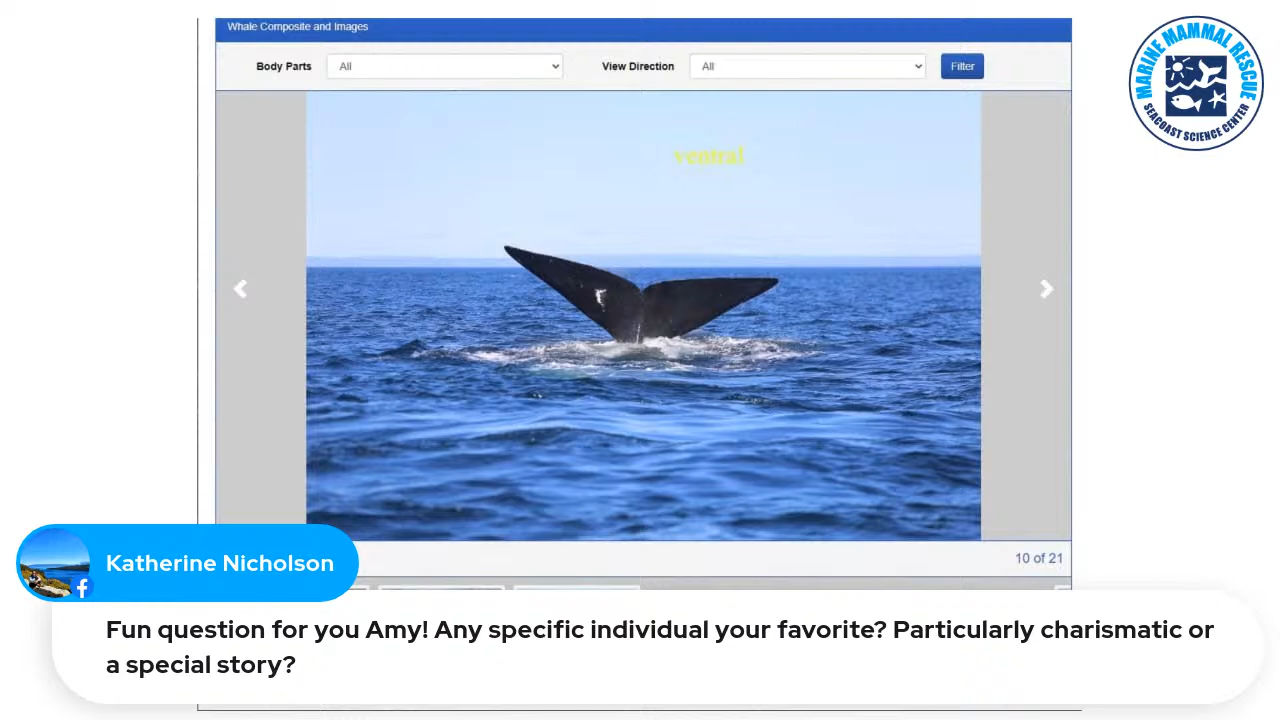 Whale Composite and Images
Body Parts All View Direction All Filter
MARINE MAMMAL RESCUE
SEACOAST SCIENCE CENTER
ventral
10 of 21
Katherine Nicholson
Fun question for you Amy! Any specific individual your favorite? Particularly charismatic or
a special story?